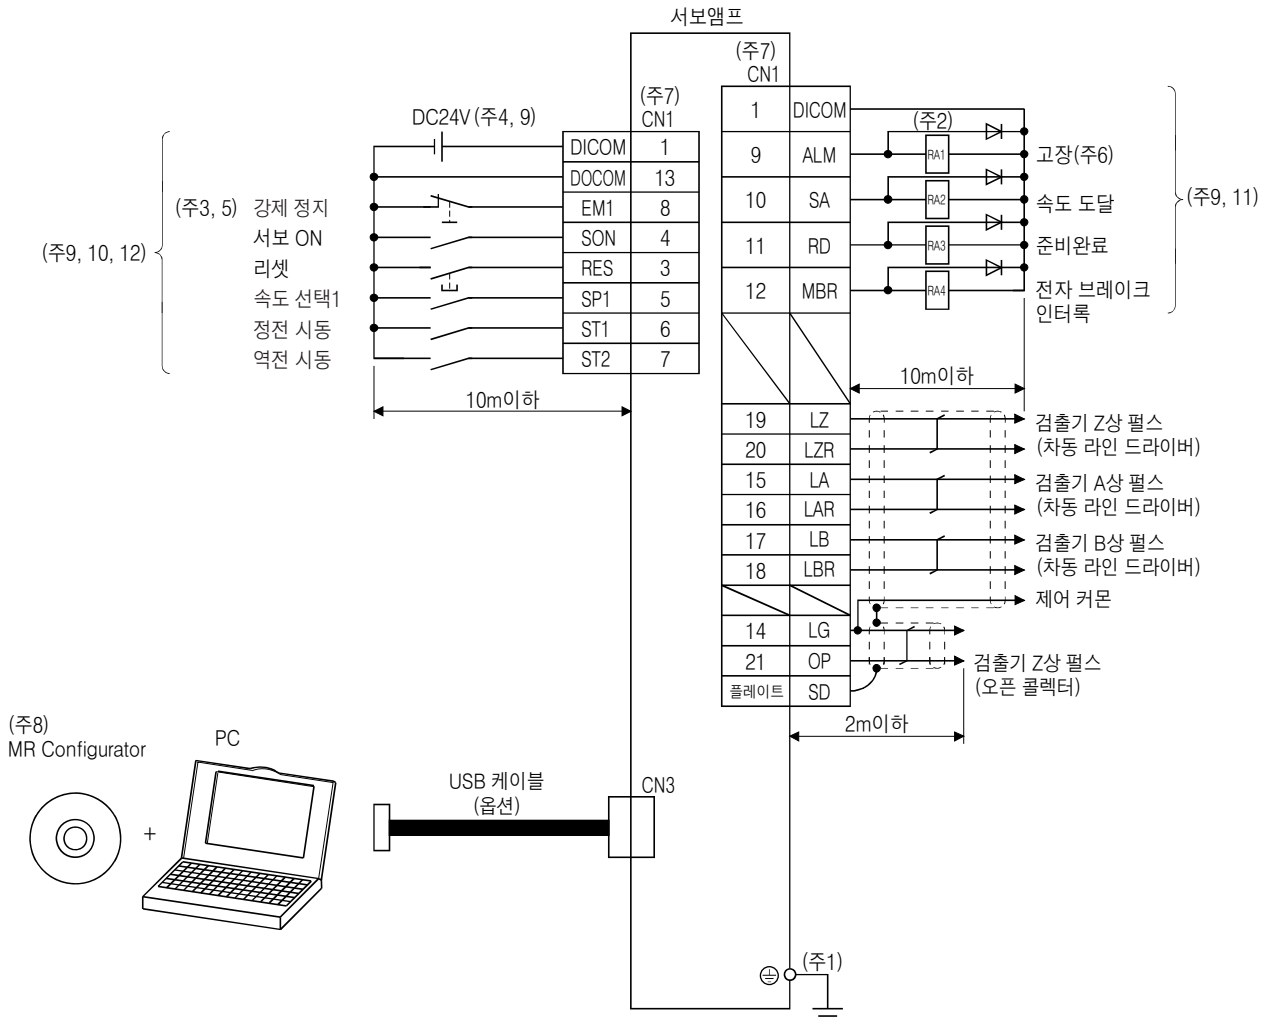 서보앰프
(주7)
CN1
1 DICOM
9 ALM
10 SA
11 RD
12 MBR
(주2)
RA1
RA2
RA3
RA4
고장(주6)
속도 도달
준비완료
전자 브레이크
인터록
(주9, 11)
DC24V (주4, 9)
(주7)
CN1
DICOM 1
DOCOM 13
(주3, 5) 강제 정지 EM1 8
서보 ON SON 4
(주9, 10, 12)
리셋 RES 3
속도 선택1 SP1 5
정전 시동 ST1 6
역전 시동 ST2 7
10m이하
10m이하
19 LZ
20 LZR
15 LA
16 LAR
17 LB
18 LBR
14 LG
21 OP
플레이트 SD
검출기 Z상 펄스
(차동 라인 드라이버)
검출기 A상 펄스
(차동 라인 드라이버)
검출기 B상 펄스
(차동 라인 드라이버)
제어 커몬
검출기 Z상 펄스
(오픈 콜렉터)
2m이하
(주8)
MR Configurator
PC
+
USB 케이블
(옵션)
CN3
(주1)